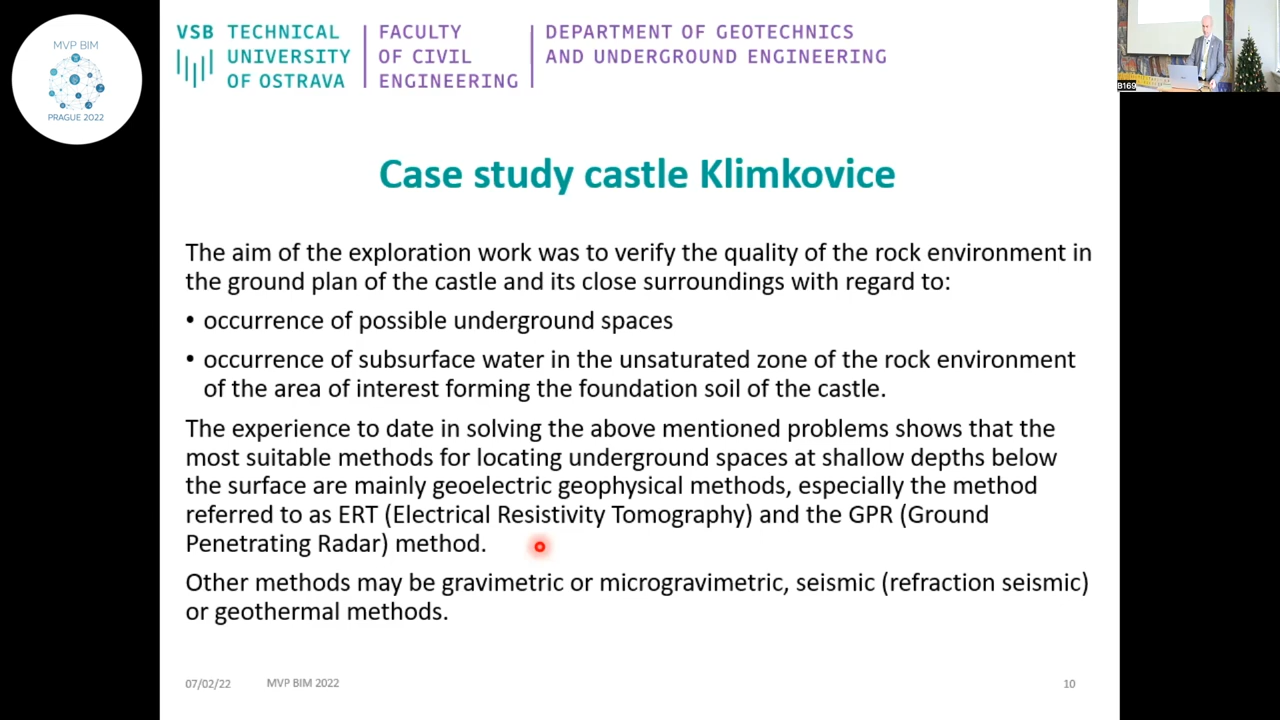 MVP BIM
PRAGUE 2022
VSB TECHNICAL
UNIVERSITY
OF OSTRAVA
FACULTY
OF CIVIL
ENGINEERING
DEPARTMENT OF GEOTECHNICS
AND UNDERGROUND ENGINEERING
B169
Case study castle Klimkovice
The aim of the exploration work was to verify the quality of the rock environment in
the ground plan of the castle and its close surroundings with regard to:
• occurrence of possible underground spaces
• occurrence of subsurface water in the unsaturated zone of the rock environment
of the area of interest forming the foundation soil of the castle.
The experience to date in solving the above mentioned problems shows that the
most suitable methods for locating underground spaces at shallow depths below
the surface are mainly geoelectric geophysical methods, especially the method
referred to as ERT (Electrical Resistivity Tomography) and the GPR (Ground
Penetrating Radar) method.
Other methods may be gravimetric or microgravimetric, seismic (refraction seismic)
or geothermal methods.
07/02/22
MVP BIM 2022
10